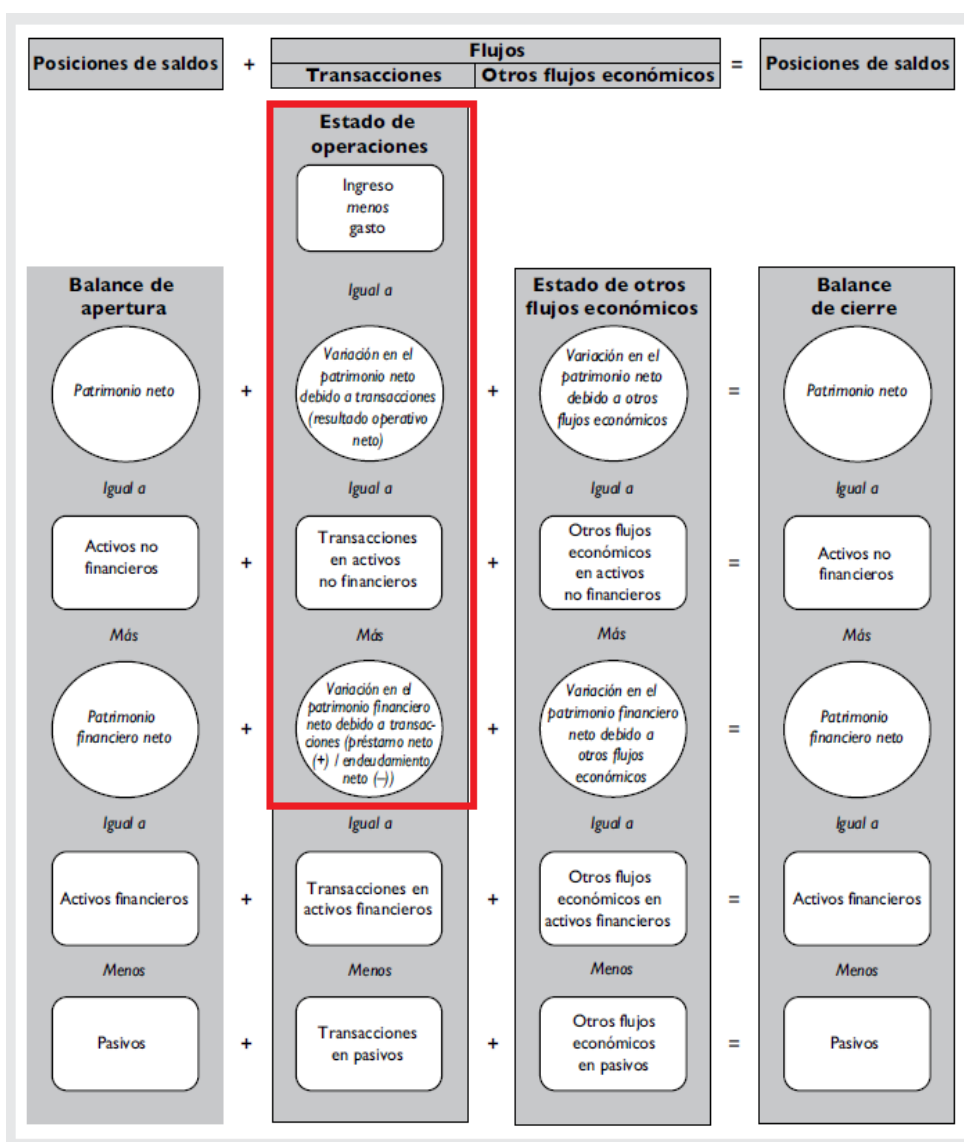 Posiciones de saldos + Flujos = Posiciones de saldos
Transacciones Otros flujos económicos
Estado de
operaciones
Ingreso
menos
gasto
Igual a
Balance de
apertura
Estado de otros
flujos económicos
Balance
de cierre
Patrimonio neto
+
Variación en el
patrimonio neto
debido a transacciones
(resultado operativo
neto)
+
Variación en el
patrimonio neto
debido a otros
flujos económicos
=
Patrimonio neto
Igual a Igual a Igual a Igual a
Activos no
financieros
+
Transacciones
en activos
no financieros
+
Otros flujos
económicos
en activos
no financieros
=
Activos no
financieros
Más Más Más Más
Patrimonio
financiero neto
+
Variación en el
patrimonio financiero
neto debido a transac-
ciones (préstamo neto
(+) / endeudamiento
neto (–))
+
Variación en el
patrimonio financiero
neto debido a
otros flujos
económicos
=
Patrimonio
financiero neto
Igual a Igual a Igual a Igual a
Activos financieros
+
Transacciones en
activos financieros
+
Otros flujos
económicos en
activos financieros
=
Activos financieros
Menos Menos Menos Menos
Pasivos
+
Transacciones
en pasivos
+
Otros flujos
económicos
en pasivos
=
Pasivos